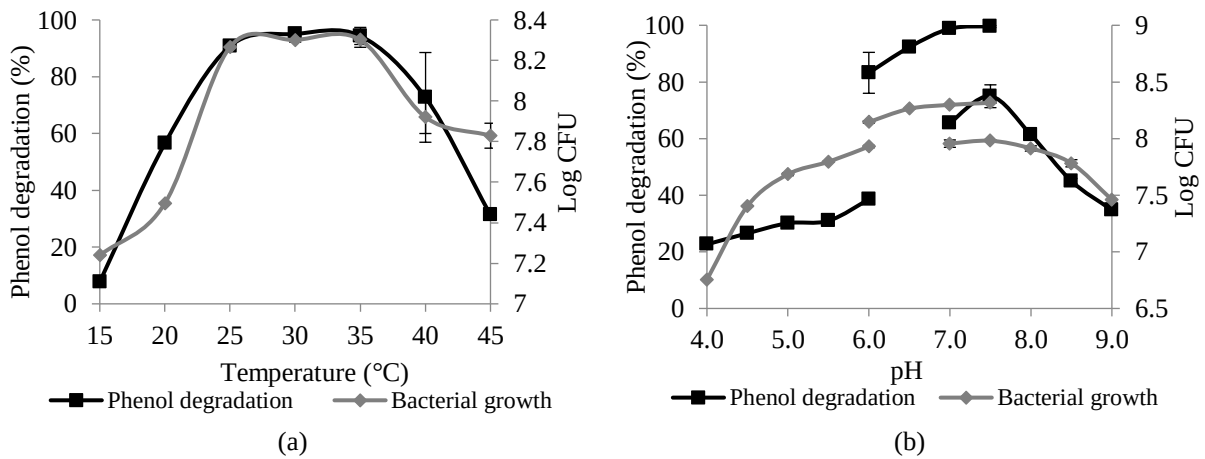 Phenol degradation (%)
100
80
60
40
20
0
8.4
8.2
8
7.8
7.6
7.4
7.2
7
Log CFU
15 20 25 30 35 40 45
Temperature (°C)
Phenol degradation Bacterial growth
(a)
Phenol degradation (%)
100
80
60
40
20
0
9
8.5
8
7.5
7
6.5
Log CFU
4.0 5.0 6.0 7.0 8.0 9.0
pH
Phenol degradation Bacterial growth
(b)